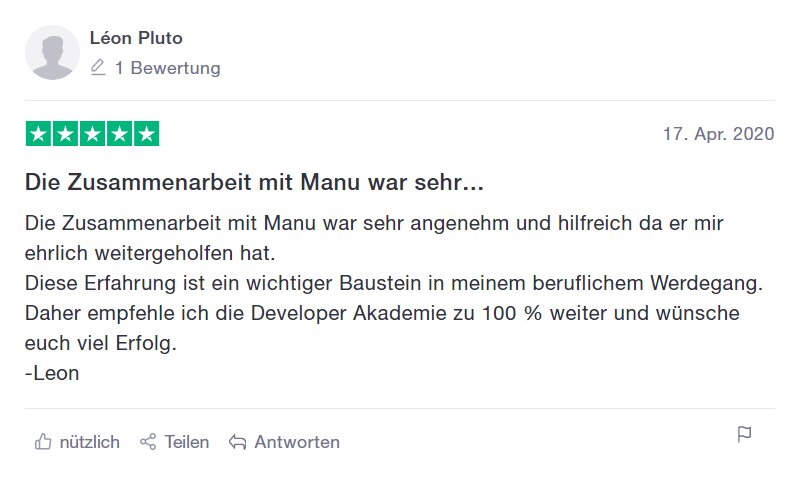 Léon Pluto
1 Bewertung
17. Apr. 2020
Die Zusammenarbeit mit Manu war sehr...
Die Zusammenarbeit mit Manu war sehr angenehm und hilfreich da er mir
ehrlich weitergeholfen hat.
Diese Erfahrung ist ein wichtiger Baustein in meinem beruflichem Werdegang.
Daher empfehle ich die Developer Akademie zu 100 % weiter und wünsche
euch viel Erfolg.
-Leon
nützlich Teilen Antworten